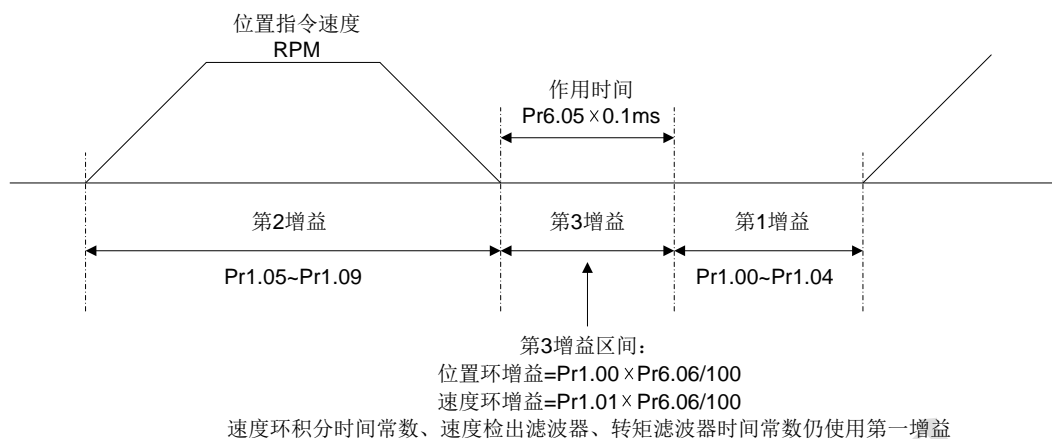 位置指令速度
RPM
作用时间
Pr6.05×0.1ms
第2增益
第3增益
第1增益
Pr1.05~Pr1.09
Pr1.00~Pr1.04
第3增益区间：
位置环增益=Pr1.00×Pr6.06/100
速度环增益=Pr1.01×Pr6.06/100
速度环积分时间常数、速度检出滤波器、转矩滤波器时间常数仍使用第一增益